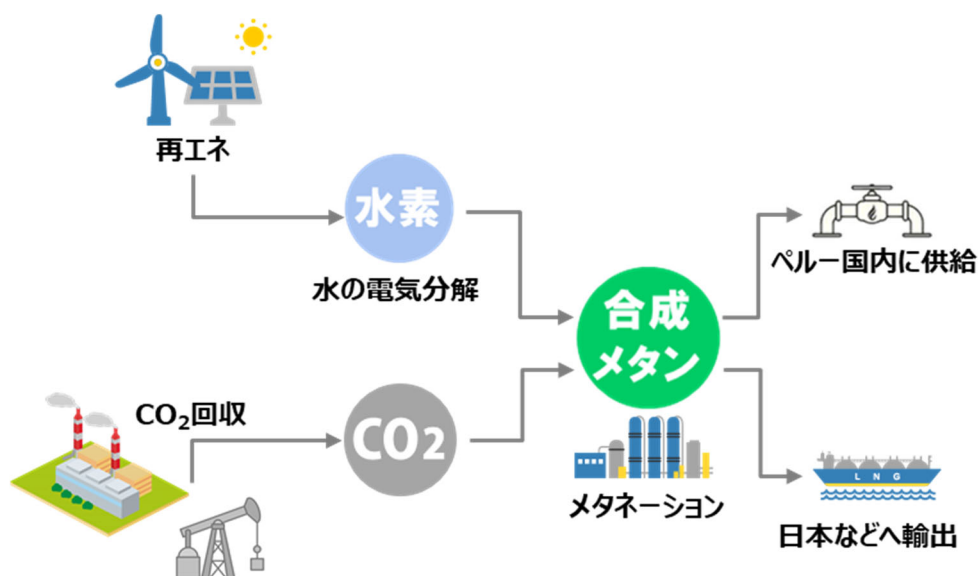 再エネ
水素
水の電気分解
CO₂回収
CO2
合成
メタン
メタネーション
ペルー国内に供給
LNG
日本などへ輸出